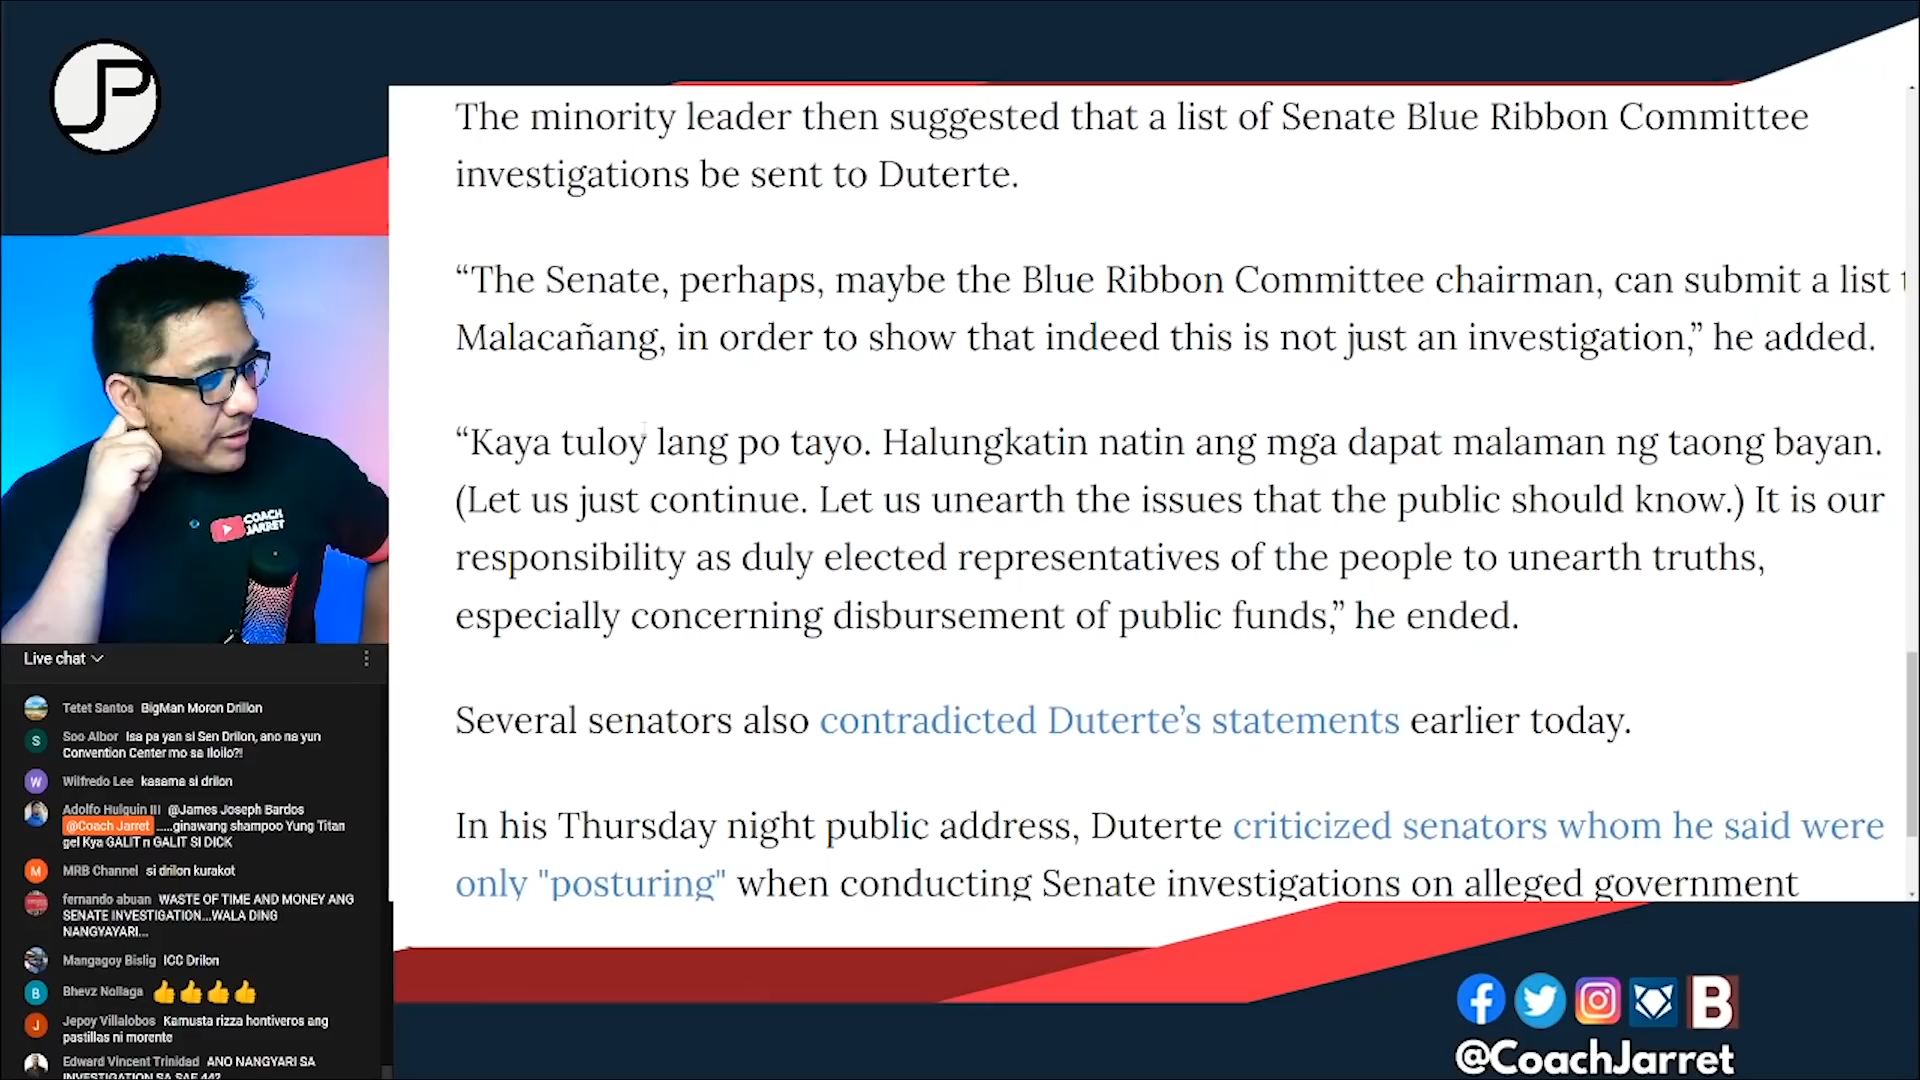 JP
The minority leader then suggested that a list of Senate Blue Ribbon Committee
investigations be sent to Duterte.
“The Senate, perhaps, maybe the Blue Ribbon Committee chairman, can submit a list
Malacañang, in order to show that indeed this is not just an investigation,” he added.
“Kaya tuloy lang po tayo. Halungkatin natin ang mga dapat malaman ng taong bayan.
(Let us just continue. Let us unearth the issues that the public should know.) It is our
responsibility as duly elected representatives of the people to unearth truths,
especially concerning disbursement of public funds,” he ended.
Several senators also contradicted Duterte’s statements earlier today.
In his Thursday night public address, Duterte criticized senators whom he said were
only "posturing" when conducting Senate investigations on alleged government
COACH
JARRET
Live chat
Tetet Santos BigMan Moron Drillon
S
Soo Albor Isa pa yan si Sen Drilon, ano na yun
Convention Center mo sa Iloilo?!
W
Wilfredo Lee kasama si drilon
Adolfo Hulquin III @James Joseph Bardos
@Coach Jarret .....ginawang shampoo Yung Titan
gel Kya GALIT n GALIT SI DICK
M
MRB Channel si drilon kurakot
fernando abuan WASTE OF TIME AND MONEY ANG
SENATE INVESTIGATION...WALA DING
NANGYAYARI...
Mangagoy Bislig ICC Drilon
B
Bhevz Nollaga 👍👍👍👍
J
Jepoy Villalobos Kamusta rizza hontiveros ang
pastillas ni morente
Edward Vincent Trinidad ANO NANGYARI SA
INVESTIGATION SA SAF 44?
B
@CoachJarret